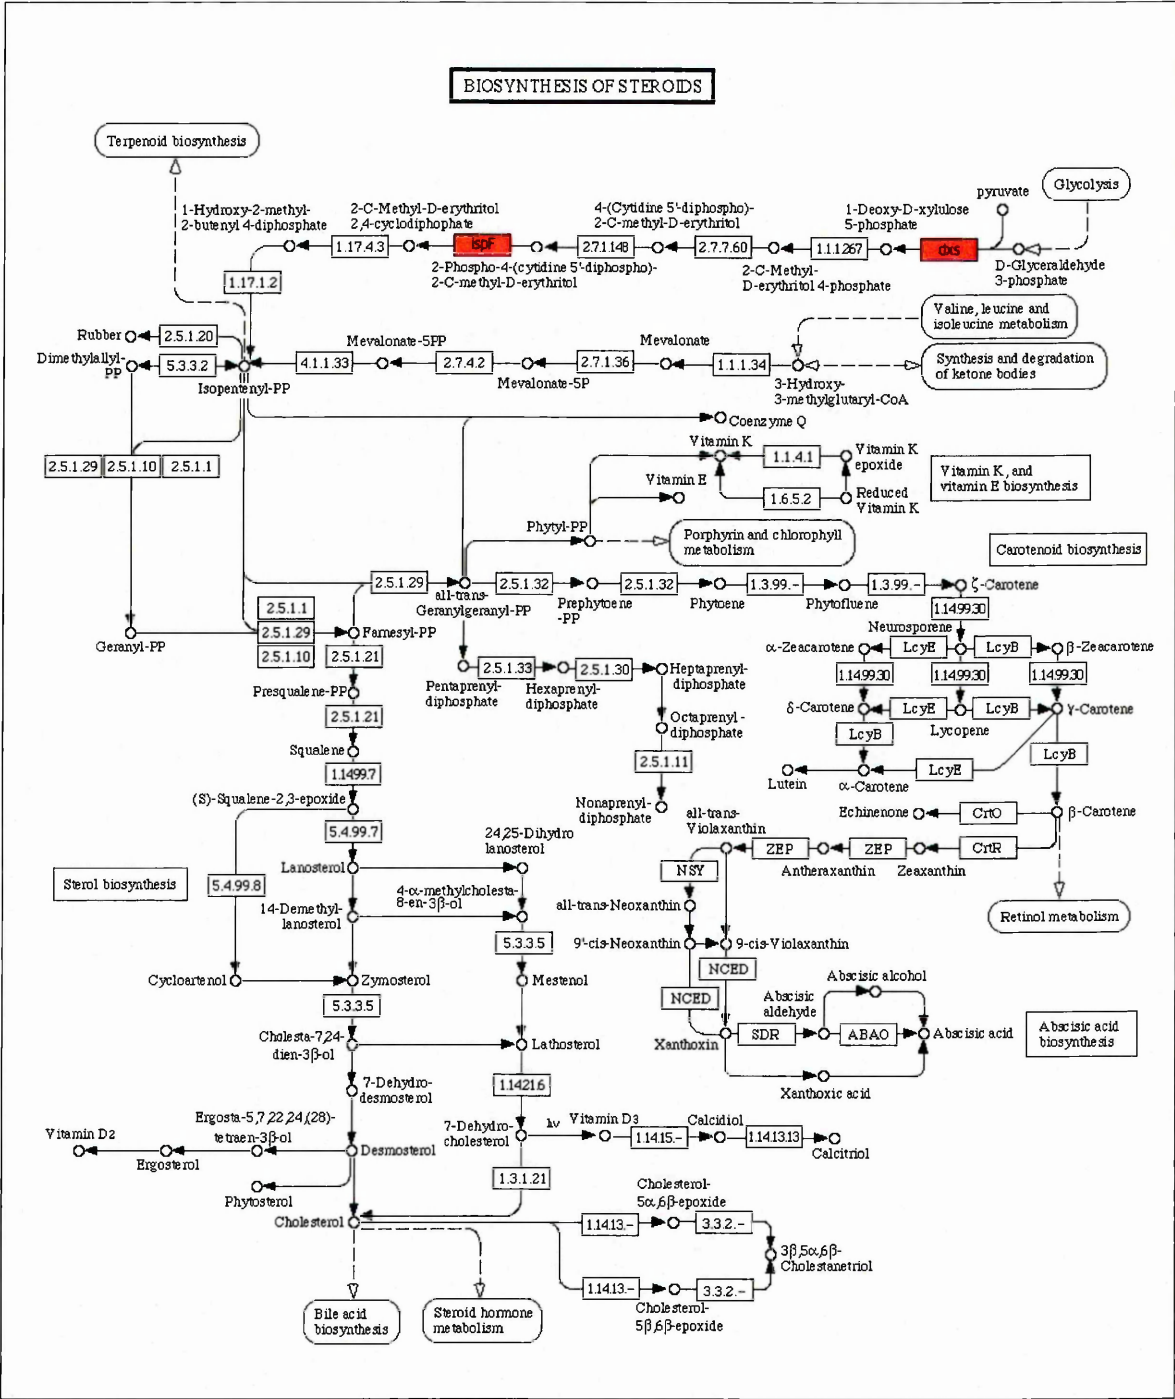 BIOSYNTHESIS OF STEROIDS
Terpenoid biosynthesis
Glycolysis
pyruvate
1-Hydroxy-2-methyl-
2-butenyl 4-diphosphate
2-C-Methyl-D-erythritol
2,4-cyclodiphophate
4-(Cytidine 5'-diphospho)-
2-C-methyl-D-erythritol
1-Deoxy-D-xylulose
5-phosphate
1.17.4.3
ispF
2.7.1.148
2.7.7.60
1.1.1267
dxs
2-Phospho-4-(cytidine 5'-diphospho)-
2-C-methyl-D-erythritol
2-C-Methyl-
D-erythritol 4-phosphate
D-Glyceraldehyde
3-phosphate
1.17.1.2
Valine, leucine and
isoleucine metabolism
Rubber
2.5.1.20
Mevalonate-5PP
Mevalonate
Dimethylallyl-
PP
5.3.3.2
4.1.1.33
2.7.4.2
2.7.1.36
1.1.1.34
Synthesis and degradation
of ketone bodies
Isopentenyl-PP
Mevalonate-5P
3-Hydroxy-
3-methylglutaryl-CoA
Coenzyme Q
Vitamin K
1.1.4.1
Vitamin K
epoxide
2.5.1.29
2.5.1.10
2.5.1.1
Vitamin K, and
vitamin E biosynthesis
Vitamin E
1.6.5.2
Reduced
Vitamin K
Phytyl-PP
Porphyrin and chlorophyll
metabolism
Carotenoid biosynthesis
2.5.1.29
2.5.1.32
2.5.1.32
1.3.99.-
1.3.99.-
ζ-Carotene
all-trans-
Geranylgeranyl-PP
Prephytoene
-PP
Phytoene
Phytofluene
1.14.99.30
2.5.1.1
2.5.1.29
2.5.1.10
Geranyl-PP
Farnesyl-PP
2.5.1.21
Neurosporene
α-Zeacarotene
LcyE
LcyB
β-Zeacarotene
2.5.1.33
2.5.1.30
Heptaprenyl-
diphosphate
1.14.99.30
1.14.99.30
1.14.99.30
Pentaprenyl-
diphosphate
Hexaprenyl-
diphosphate
Presqualene-PP
2.5.1.21
δ-Carotene
LcyE
LcyB
γ-Carotene
Lycopene
Octaprenyl-
diphosphate
LcyB
Squalene
2.5.1.11
LcyB
1.1499.7
LcyE
Lutein
α-Carotene
(S)-Squalene-2,3-epoxide
Nonaprenyl-
diphosphate
Echinenone
CrtO
β-Carotene
5.4.99.7
24,25-Dihydro
lanosterol
all-trans-
Violaxanthin
ZEP
ZEP
CrtR
Antheraxanthin
Zeaxanthin
Lanosterol
Sterol biosynthesis
5.4.99.8
4-α-methylcholesta-
8-en-3β-ol
NSY
14-Demethyl-
lanosterol
all-trans-Neoxanthin
Retinol metabolism
5.3.3.5
9'-cis-Neoxanthin
9-cis-Violaxanthin
NCED
Cycloartenol
Zymosterol
Mestenol
NCED
Abscisic alcohol
5.3.3.5
Abscisic
aldehyde
Cholesta-7,24-
dien-3β-ol
Lathosterol
Xanthoxin
SDR
ABAO
Abscisic acid
Abscisic acid
biosynthesis
7-Dehydro-
desmosterol
1.1421.6
Xanthoxic acid
Ergosta-5,7,22,24,(28)-
tetraen-3β-ol
7-Dehydro-
cholesterol
hν
Vitamin D3
1.14.15.-
Calcidiol
1.14.13.13
Calcitriol
Vitamin D2
Ergosterol
Desmosterol
1.3.1.21
Phytosterol
Cholesterol-
5α,6β-epoxide
Cholesterol
1.14.13.-
3.3.2.-
3β,5α,6β-
Cholestanetriol
1.14.13.-
3.3.2.-
Cholesterol-
5β,6β-epoxide
Bile acid
biosynthesis
Steroid hormone
metabolism